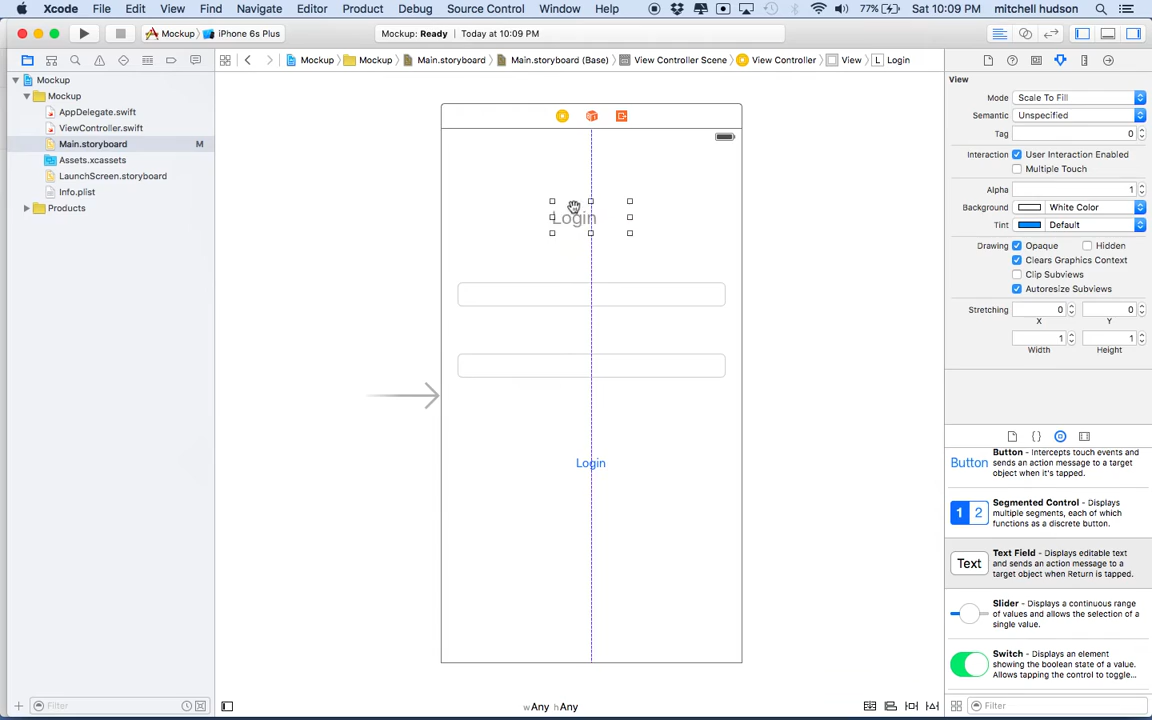 Xcode File Edit View Find Navigate Editor Product Debug Source Control Window Help 77% Sat 10:09 PM mitchell hudson
Mockup iPhone 6s Plus Mockup: Ready Today at 10:09 PM
Mockup Mockup Main.storyboard Main.storyboard (Base) View Controller Scene View Controller View L Login
Mockup
Mockup
AppDelegate.swift
ViewController.swift
Main.storyboard M
Assets.xcassets
LaunchScreen.storyboard
Info.plist
Products
Filter
Login
Login
wAny hAny
View
Mode Scale To Fill
Semantic Unspecified
Tag 0
Interaction User Interaction Enabled
Multiple Touch
Alpha 1
Background White Color
Tint Default
Drawing Opaque Hidden
Clears Graphics Context
Clip Subviews
Autoresize Subviews
Stretching 0 0
X Y
1 1
Width Height
Button Button - Intercepts touch events and
sends an action message to a target
object when it's tapped.
1 2 Segmented Control - Displays
multiple segments, each of which
functions as a discrete button.
Text Text Field - Displays editable text
and sends an action message to a
target object when Return is tapped.
Slider - Displays a continuous range
of values and allows the selection of a
single value.
Switch - Displays an element
showing the boolean state of a value.
Allows tapping the control to toggle...
Filter